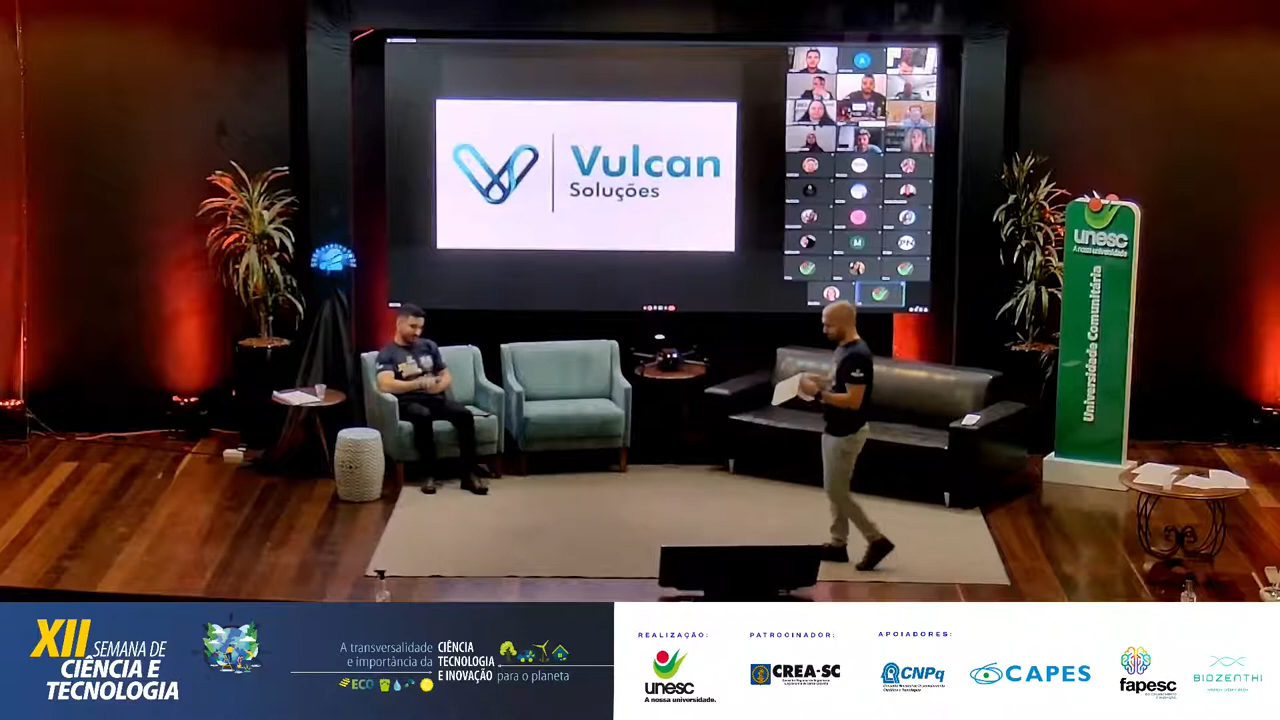 Vulcan
Soluções
unesc
A nossa universidade
Universidade Comunitária
A
M
PN
XII SEMANA DE
CIÊNCIA E
TECNOLOGIA
A transversalidade
e importância da
CIÊNCIA
TECNOLOGIA
E INOVAÇÃO
para o planeta
ECO
REALIZAÇÃO:
unesc
A nossa universidade.
PATROCINADOR:
CREA-SC
APOIADORES:
CNPq
CAPES
fapesc
BIOZENTHI